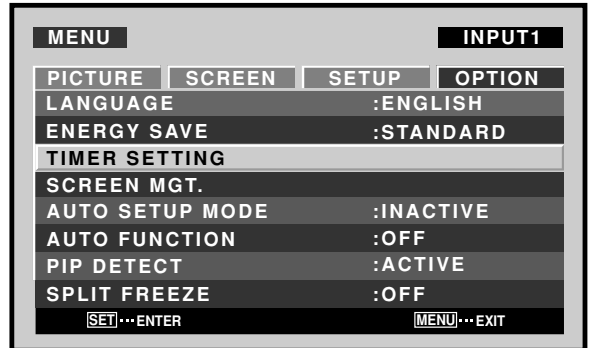 MENU INPUT1
PICTURE SCREEN SETUP OPTION
LANGUAGE :ENGLISH
ENERGY SAVE :STANDARD
TIMER SETTING
SCREEN MGT.
AUTO SETUP MODE :INACTIVE
AUTO FUNCTION :OFF
PIP DETECT :ACTIVE
SPLIT FREEZE :OFF
SET···ENTER MENU···EXIT